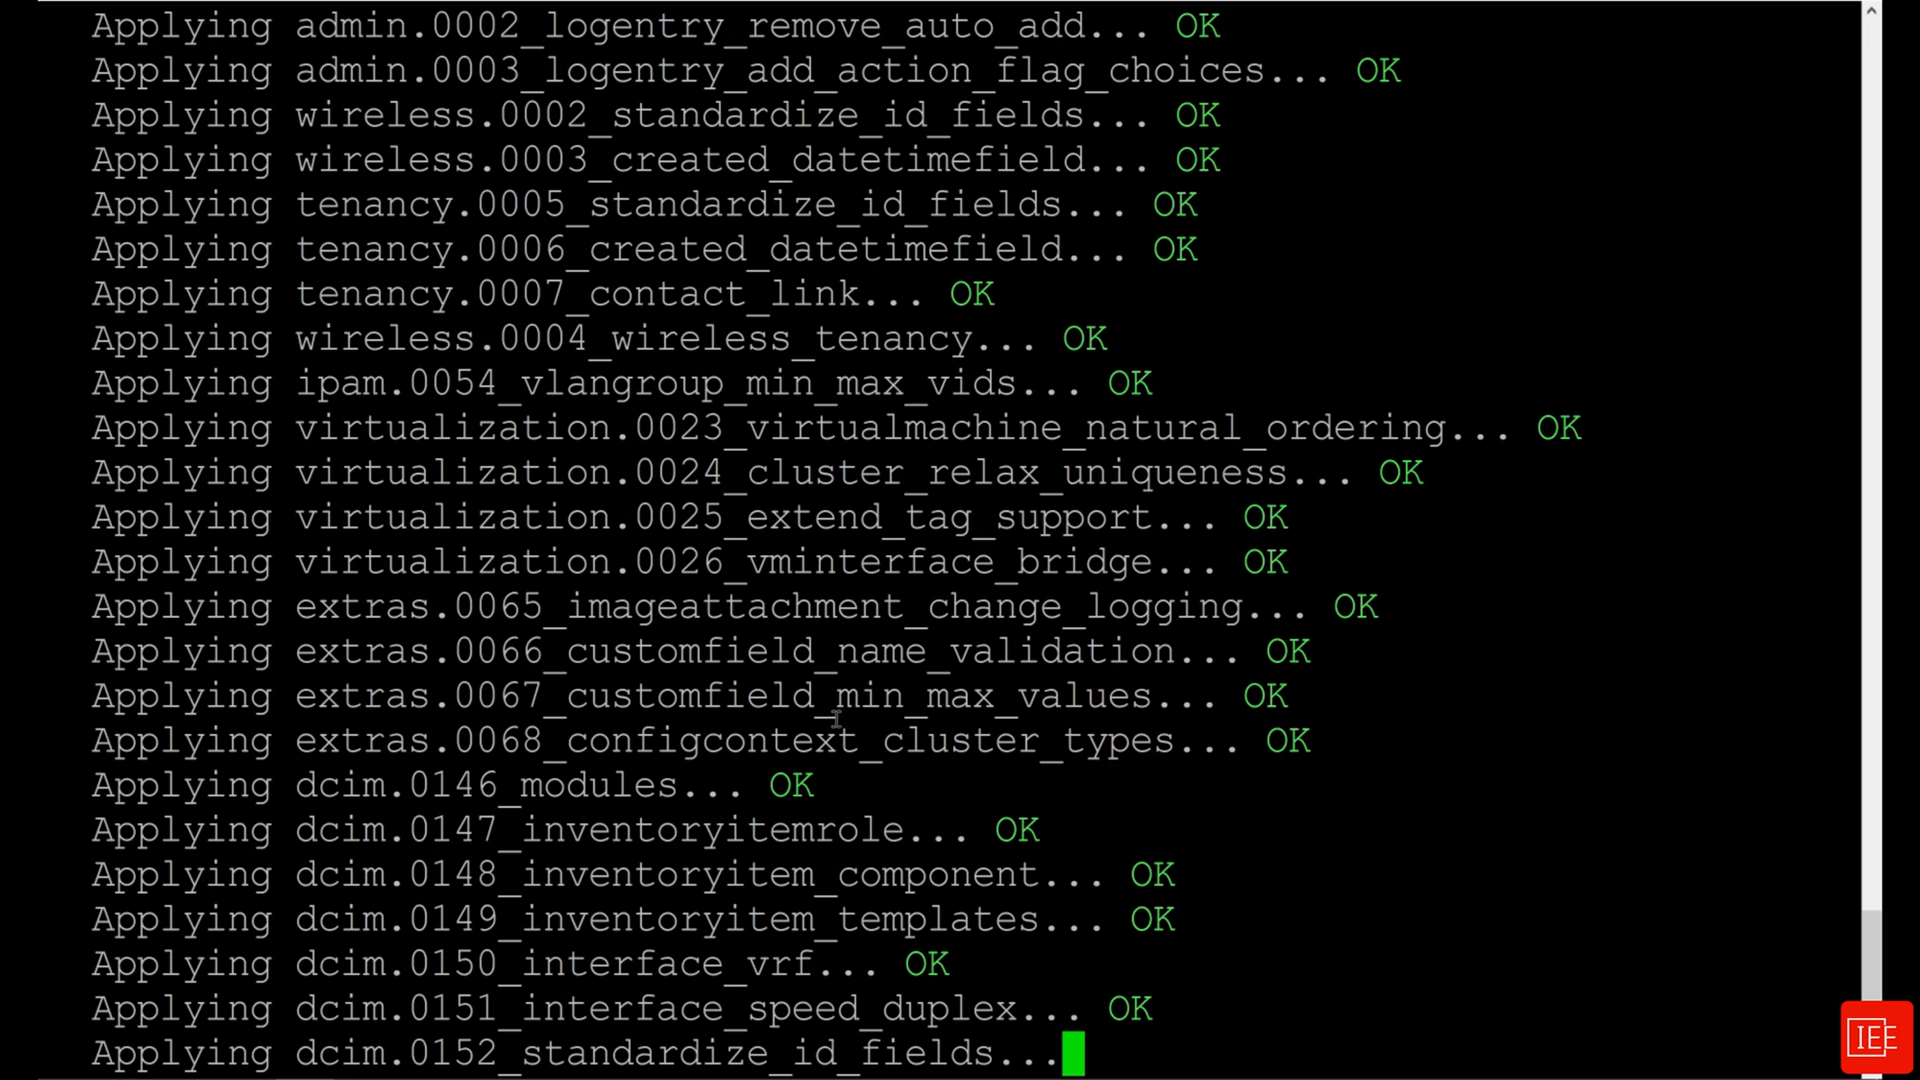 Applying admin.0002_logentry_remove_auto_add... OK
Applying admin.0003_logentry_add_action_flag_choices... OK
Applying wireless.0002_standardize_id_fields... OK
Applying wireless.0003_created_datetimefield... OK
Applying tenancy.0005_standardize_id_fields... OK
Applying tenancy.0006_created_datetimefield... OK
Applying tenancy.0007_contact_link... OK
Applying wireless.0004_wireless_tenancy... OK
Applying ipam.0054_vlangroup_min_max_vids... OK
Applying virtualization.0023_virtualmachine_natural_ordering... OK
Applying virtualization.0024_cluster_relax_uniqueness... OK
Applying virtualization.0025_extend_tag_support... OK
Applying virtualization.0026_vminterface_bridge... OK
Applying extras.0065_imageattachment_change_logging... OK
Applying extras.0066_customfield_name_validation... OK
Applying extras.0067_customfield_min_max_values... OK
Applying extras.0068_configcontext_cluster_types... OK
Applying dcim.0146_modules... OK
Applying dcim.0147_inventoryitemrole... OK
Applying dcim.0148_inventoryitem_component... OK
Applying dcim.0149_inventoryitem_templates... OK
Applying dcim.0150_interface_vrf... OK
Applying dcim.0151_interface_speed_duplex... OK
Applying dcim.0152_standardize_id_fields...
IEE